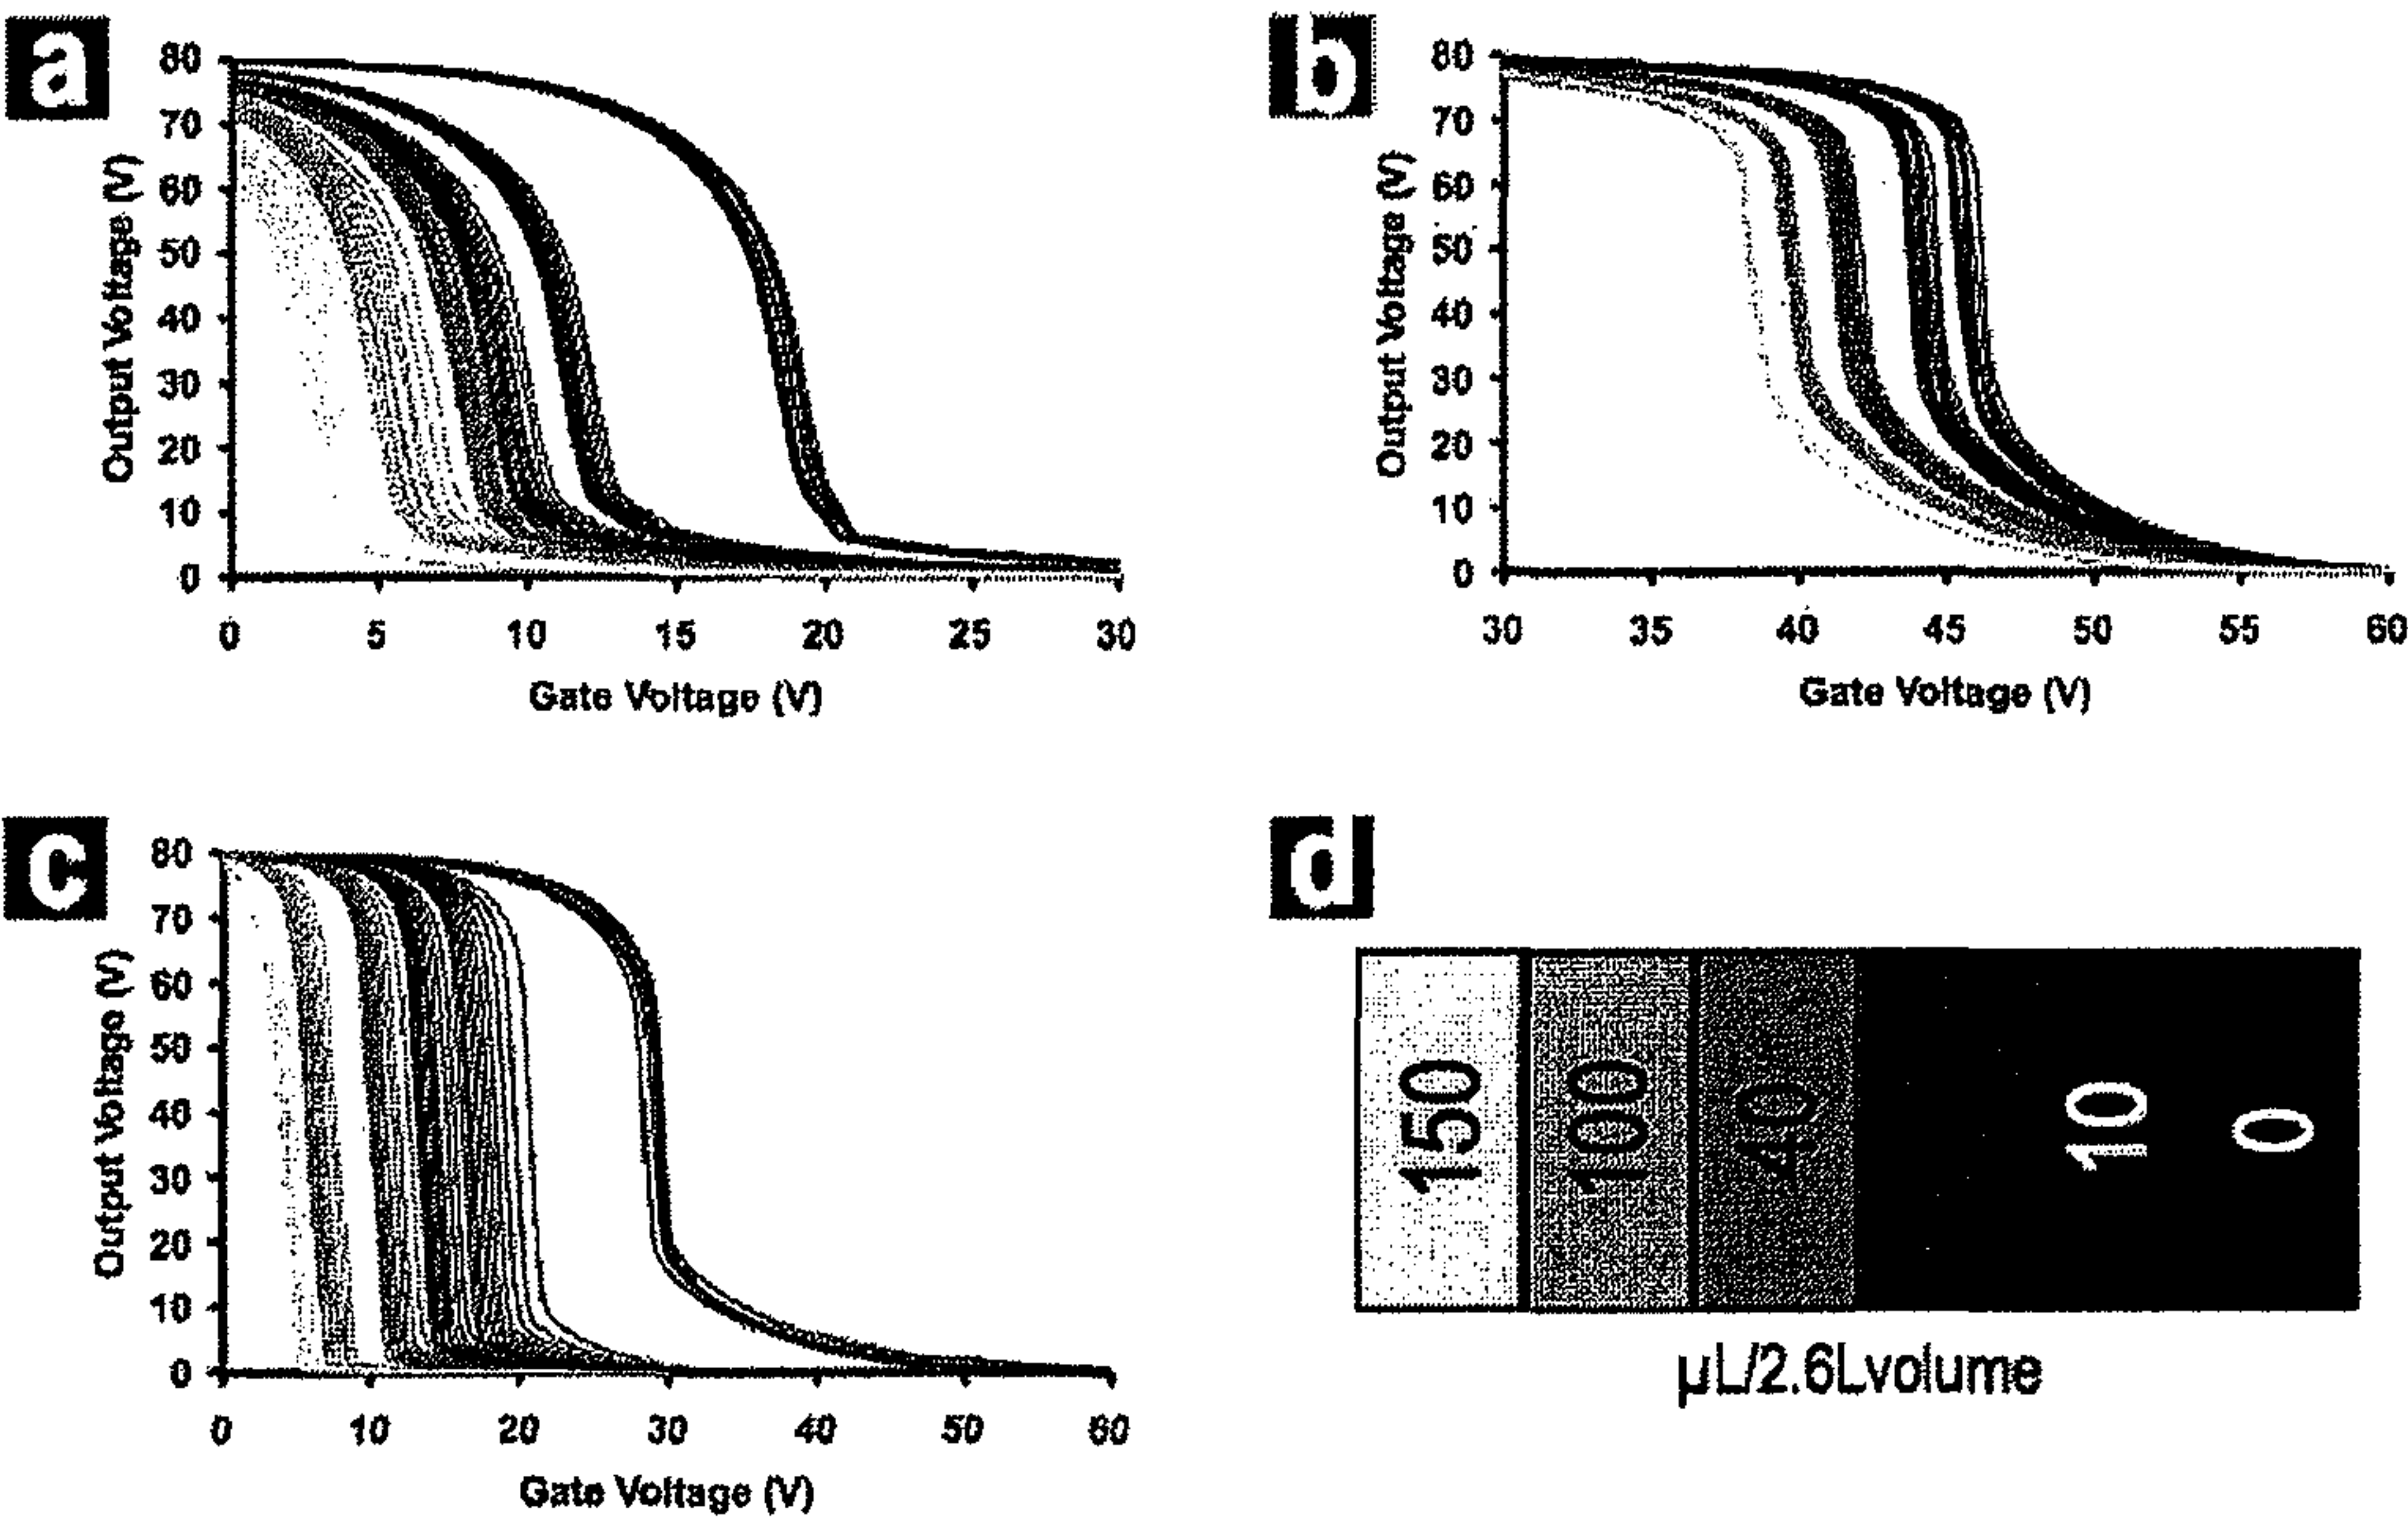 a
80
70
60
50
40
30
20
10
0
Output Voltage (V)
0 5 10 15 20 25 30
Gate Voltage (V)
b
80
70
60
50
40
30
20
10
0
Output Voltage (V)
30 35 40 45 50 55 60
Gate Voltage (V)
c
80
70
60
50
40
30
20
10
0
Output Voltage (V)
0 10 20 30 40 50 60
Gate Voltage (V)
d
150 100 40 10 0
µL/2.6Lvolume